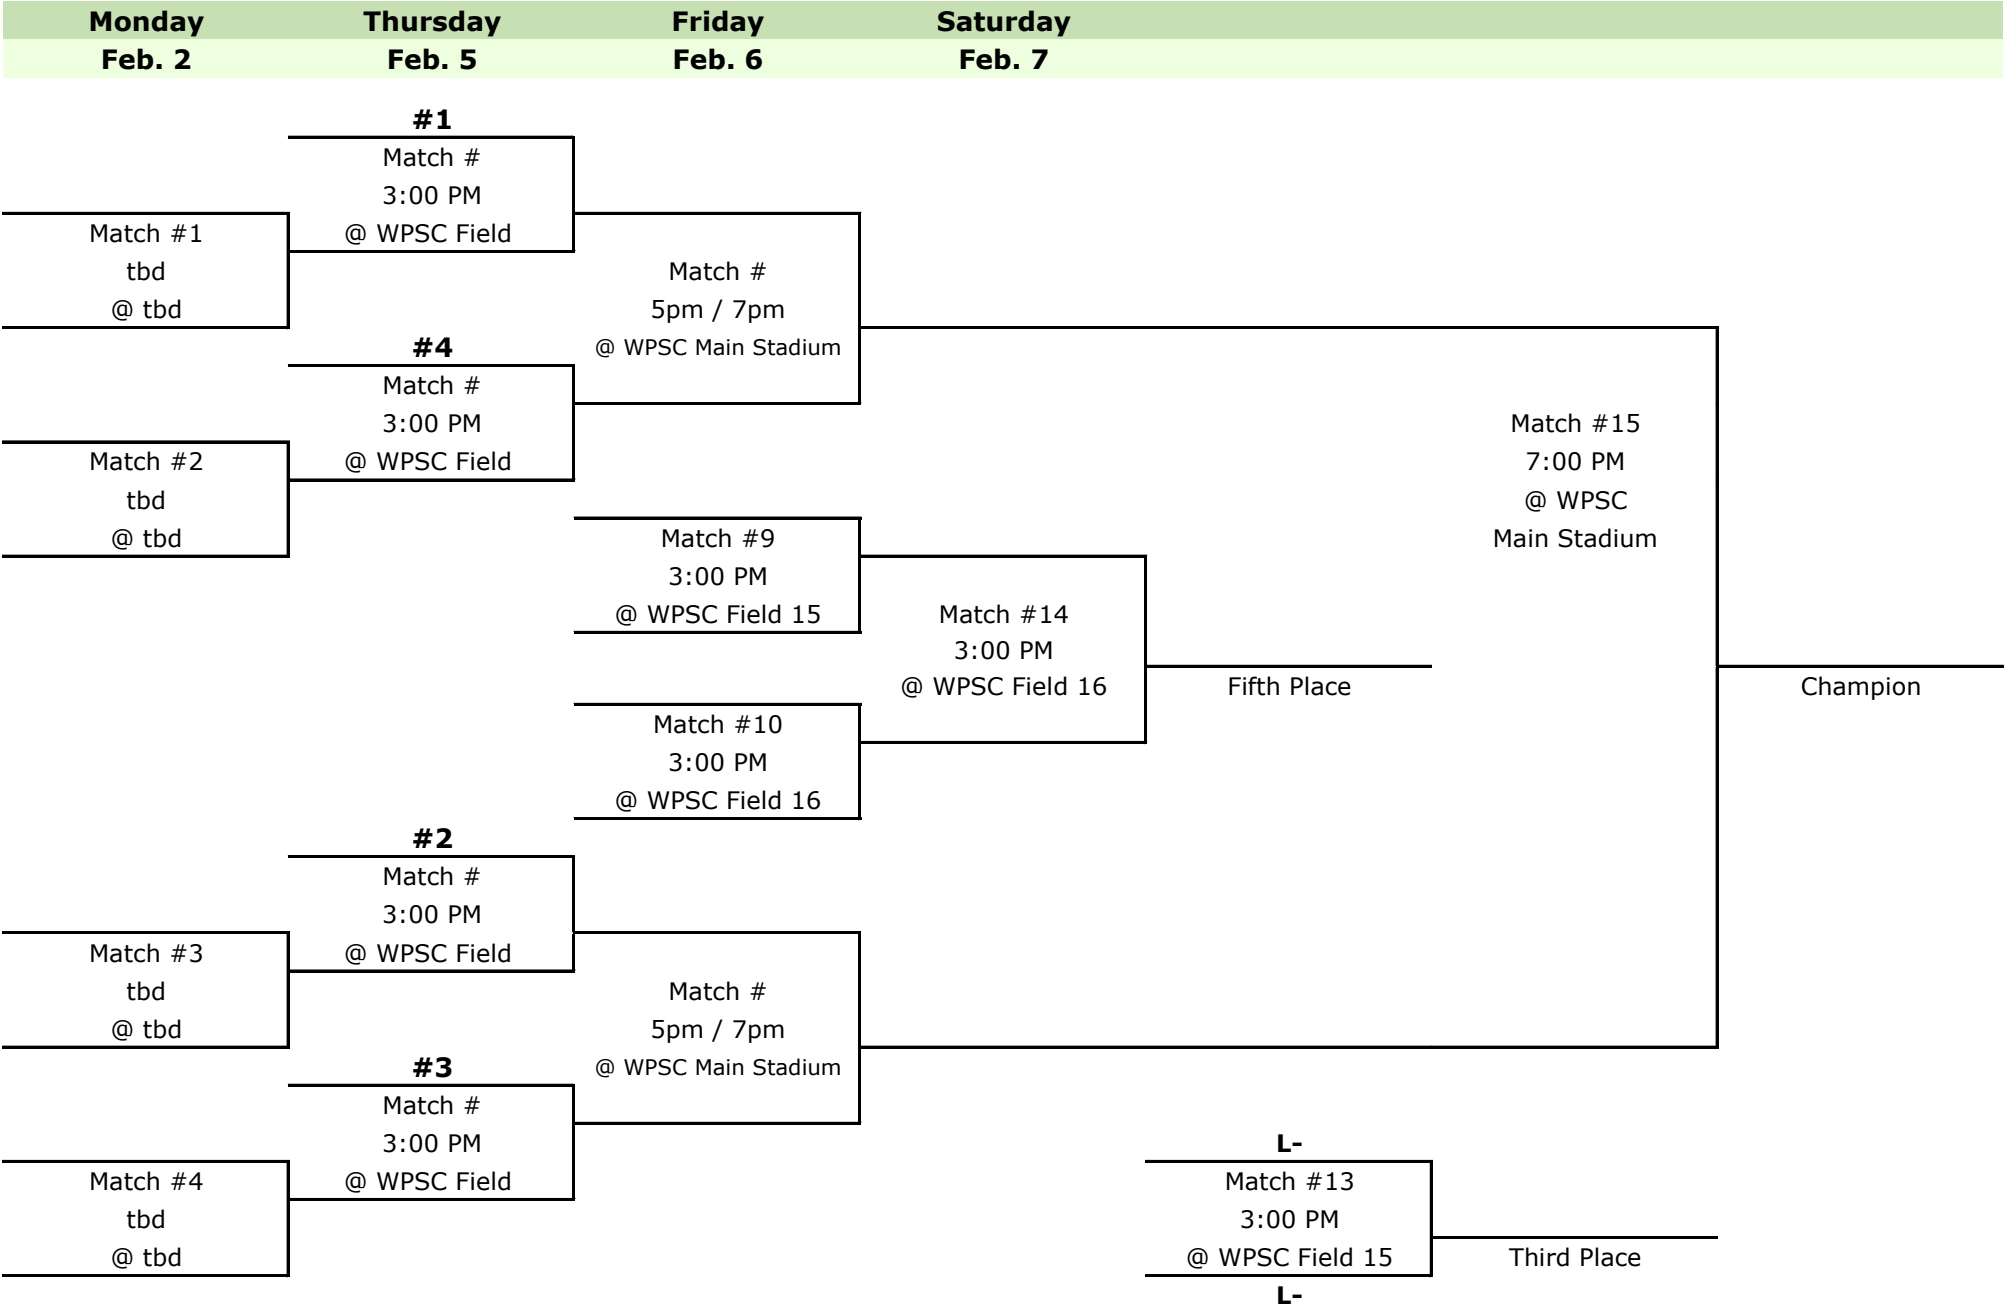 Monday Thursday Friday Saturday
Feb. 2 Feb. 5 Feb. 6 Feb. 7
#1
Match #
3:00 PM
@ WPSC Field
Match #1
tbd
@ tbd
Match #
5pm / 7pm
@ WPSC Main Stadium
#4
Match #
3:00 PM
@ WPSC Field
Match #2
tbd
@ tbd
Match #15
7:00 PM
@ WPSC
Main Stadium
Match #9
3:00 PM
@ WPSC Field 15
Match #14
3:00 PM
@ WPSC Field 16
Fifth Place
Champion
Match #10
3:00 PM
@ WPSC Field 16
#2
Match #
3:00 PM
@ WPSC Field
Match #3
tbd
@ tbd
Match #
5pm / 7pm
@ WPSC Main Stadium
#3
Match #
3:00 PM
@ WPSC Field
Match #4
tbd
@ tbd
L-
Match #13
3:00 PM
@ WPSC Field 15
Third Place
L-